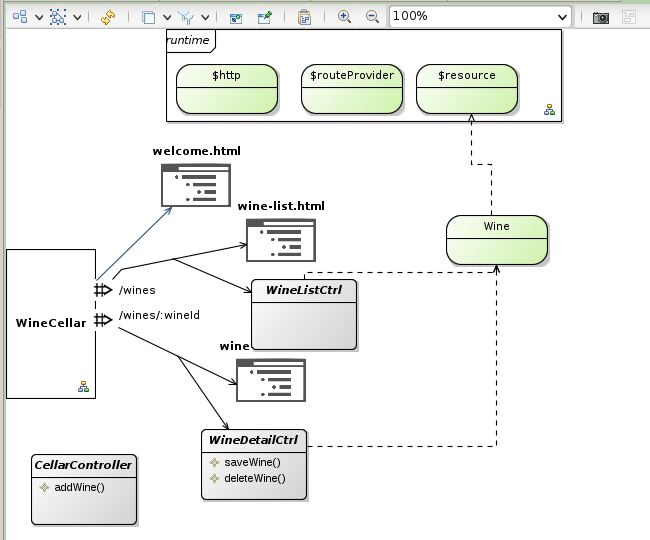 100%
runtime
$http
$routeProvider
$resource
welcome.html
wine-list.html
Wine
/wines
WineListCtrl
/wines/:wineId
WineCellar
wine
WineDetailCtrl
saveWine()
deleteWine()
CellarController
addWine()